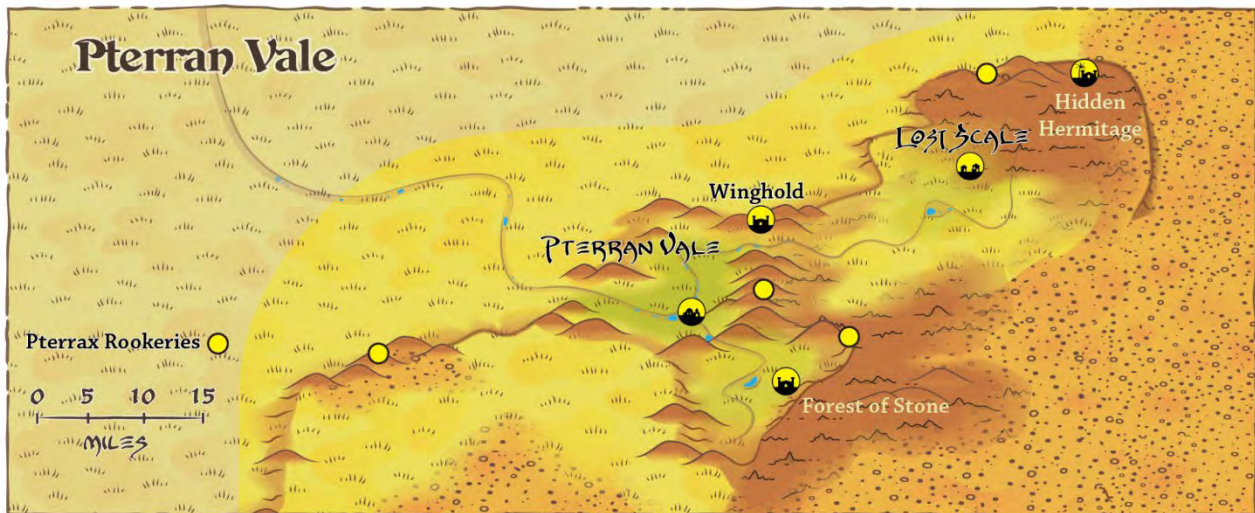 Pterran Vale
Hidden
Hermitage
Lost Scale
Winghold
Pterran Vale
Pterrax Rookeries
0 5 10 15
Miles
Forest of Stone